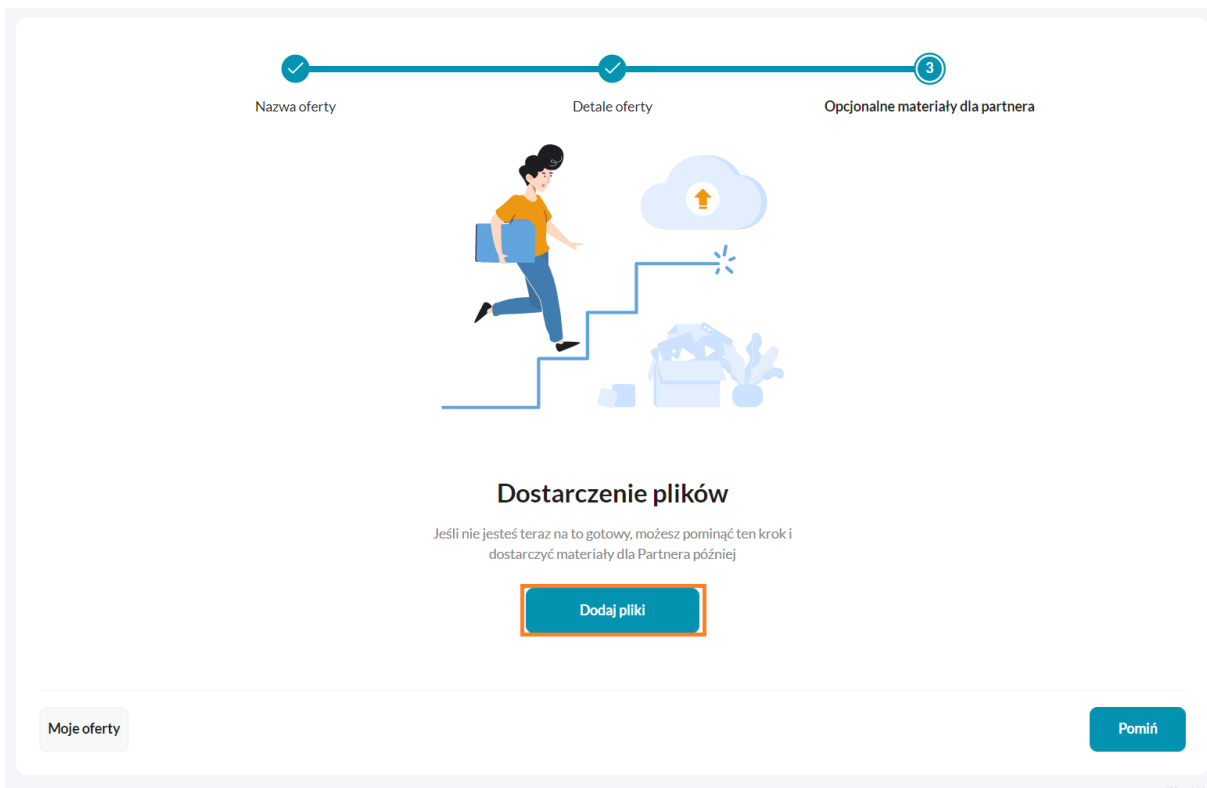 3
Nazwa oferty
Detale oferty
Opcjonalne materiały dla partnera
Dostarczenie plików
Jeśli nie jesteś teraz na to gotowy, możesz pominąć ten krok i
dostarczyć materiały dla Partnera później
Dodaj pliki
Moje oferty
Pomiń